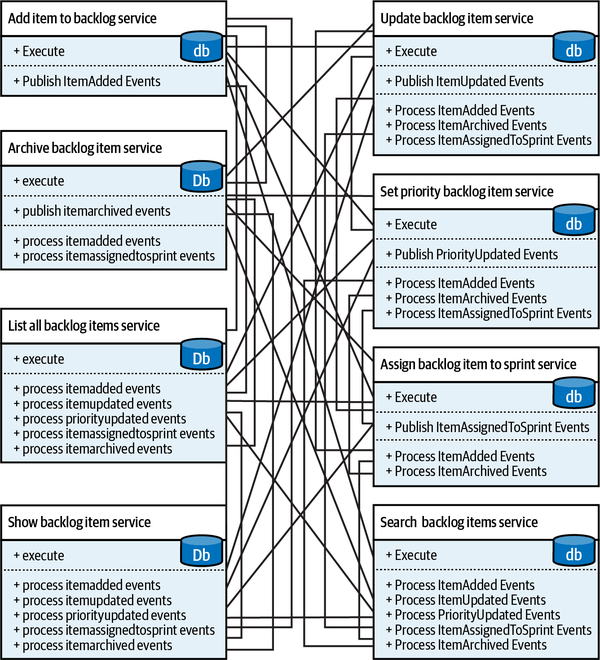 Add item to backlog service
+ Execute
db
+ Publish ItemAdded Events
Archive backlog item service
+ execute
Db
+ publish itemarchived events
+ process itemadded events
+ process itemassignedtosprint events
List all backlog items service
+ execute
Db
+ process itemadded events
+ process itemupdated events
+ process priorityupdated events
+ process itemassignedtosprint events
+ process itemarchived events
Show backlog item service
+ execute
Db
+ process itemadded events
+ process itemupdated events
+ process priorityupdated events
+ process itemassignedtosprint events
+ process itemarchived events
Update backlog item service
+ Execute
db
+ Publish ItemUpdated Events
+ Process ItemAdded Events
+ Process ItemArchived Events
+ Process ItemAssignedToSprint Events
Set priority backlog item service
+ Execute
db
+ Publish PriorityUpdated Events
+ Process ItemAdded Events
+ Process ItemArchived Events
+ Process ItemAssignedToSprint Events
Assign backlog item to sprint service
+ Execute
db
+ Publish ItemAssignedToSprint Events
+ Process ItemAdded Events
+ Process ItemArchived Events
Search backlog items service
+ Execute
db
+ Process ItemAdded Events
+ Process ItemUpdated Events
+ Process PriorityUpdated Events
+ Process ItemAssignedToSprint Events
+ Process ItemArchived Events